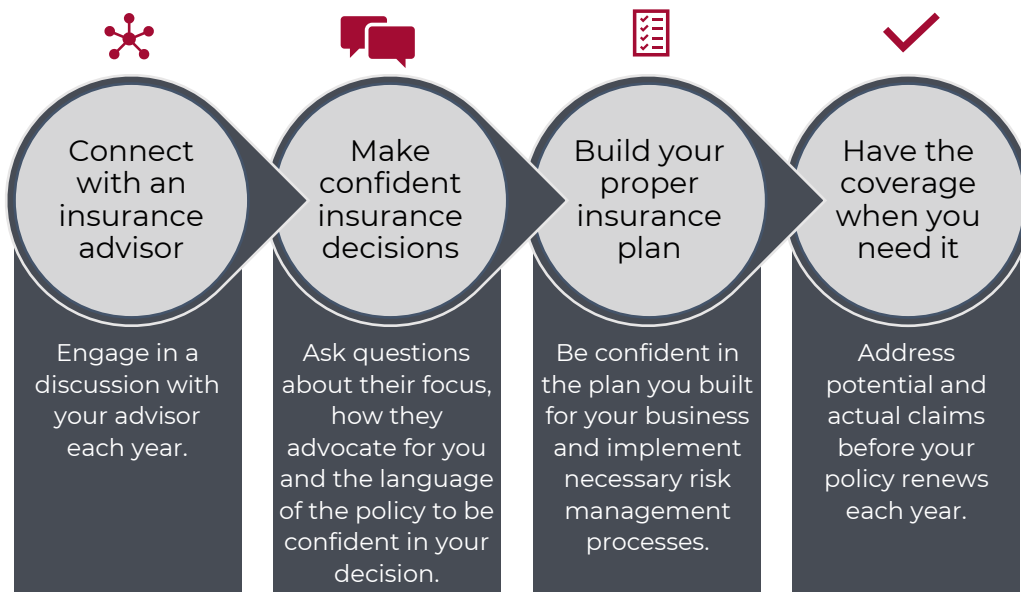 Connect
with an
insurance
advisor
Engage in a
discussion with
your advisor
each year.
Make
confident
insurance
decisions
Ask questions
about their focus,
how they
advocate for you
and the language
of the policy to be
confident in your
decision.
Build your
proper
insurance
plan
Be confident in
the plan you built
for your business
and implement
necessary risk
management
processes.
Have the
coverage
when you
need it
Address
potential and
actual claims
before your
policy renews
each year.